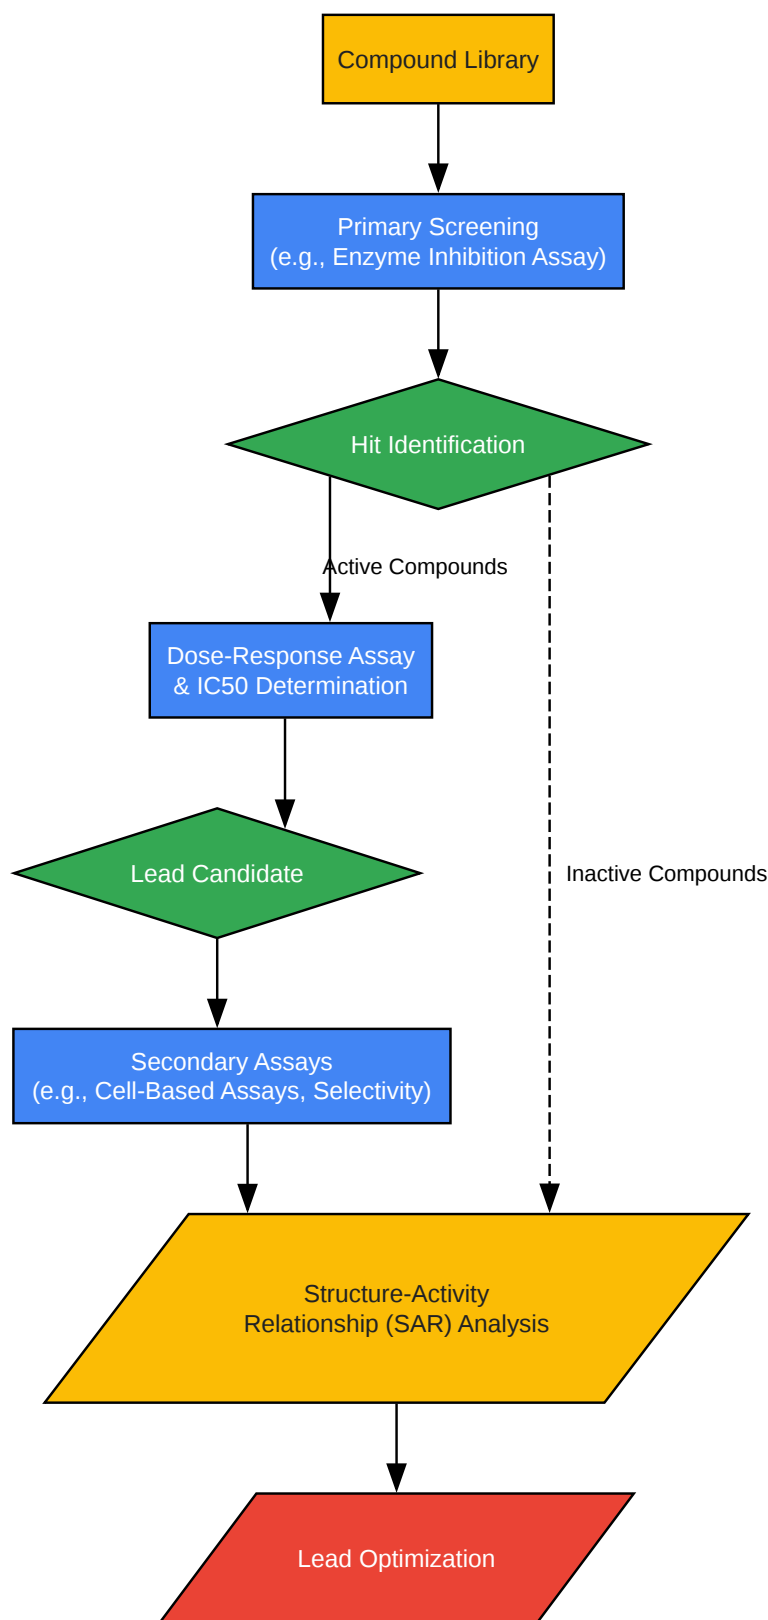 Compound Library
Primary Screening
(e.g., Enzyme Inhibition Assay)
Hit Identification
Active Compounds
Dose-Response Assay
& IC50 Determination
Lead Candidate
Inactive Compounds
Secondary Assays
(e.g., Cell-Based Assays, Selectivity)
Structure-Activity
Relationship (SAR) Analysis
Lead Optimization